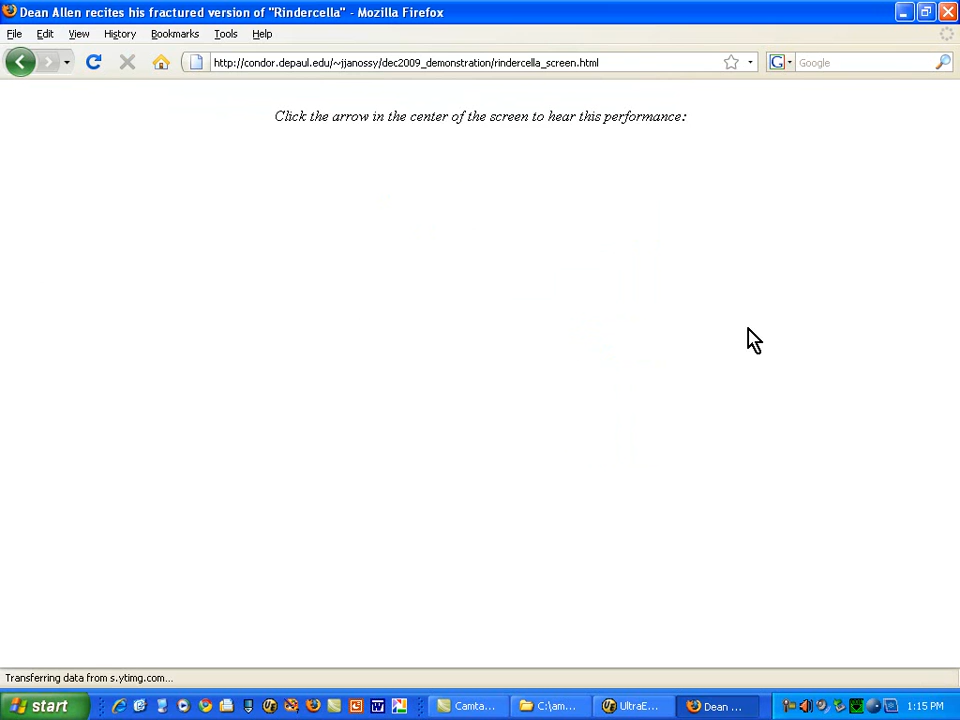 Dean Allen recites his fractured version of "Rindercella" - Mozilla Firefox
File Edit View History Bookmarks Tools Help
http://condor.depaul.edu/~jjanossy/dec2009_demonstration/rindercella_screen.html
G Google
Click the arrow in the center of the screen to hear this performance:
Transferring data from s.ytimg.com...
start Camta... C:\am... UltraE... Dean ... 1:15 PM